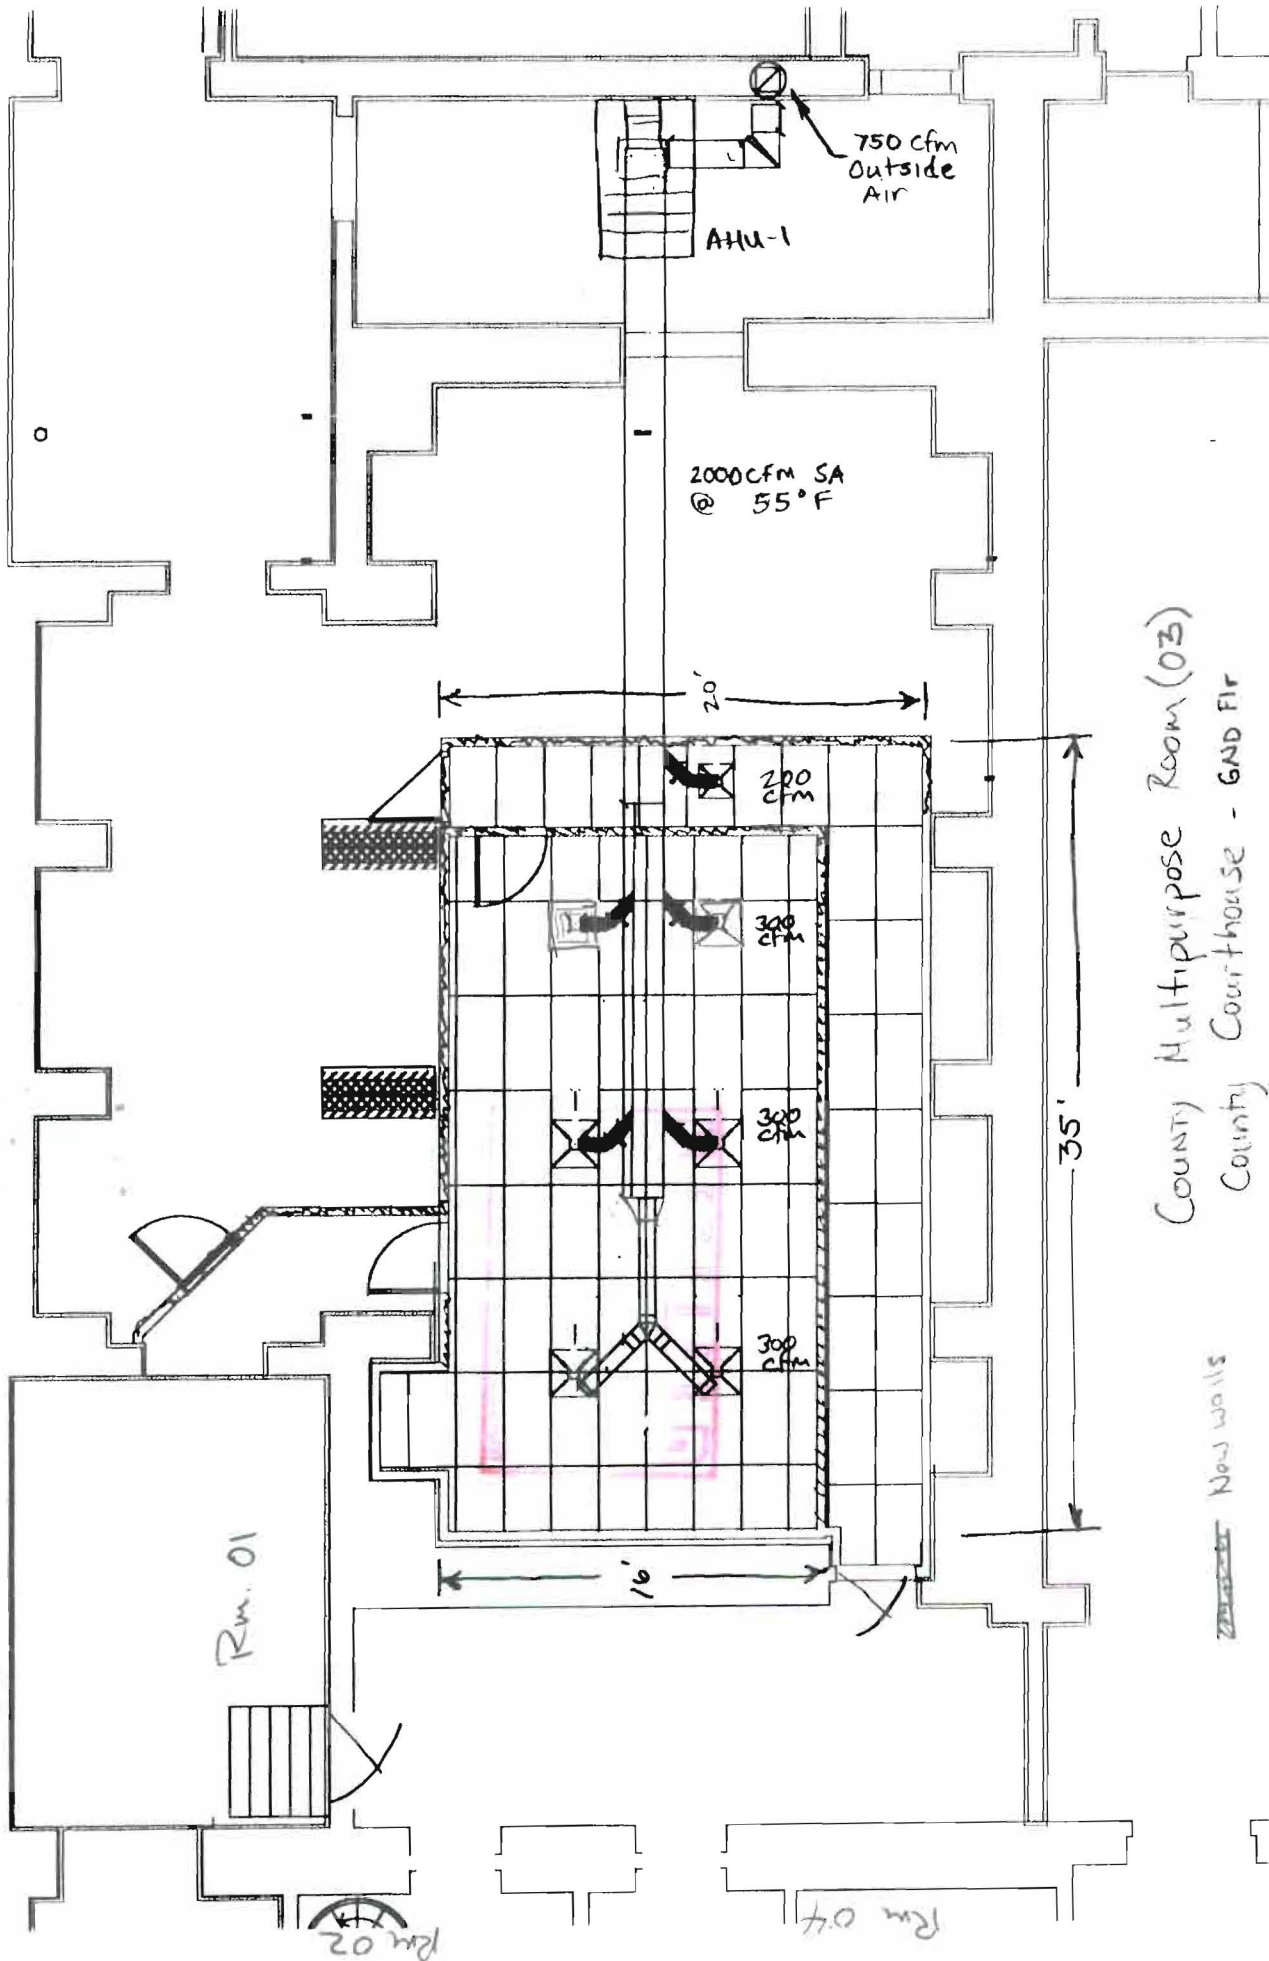 750 cfm
Outside
Air
AHU-1
2000 CFM SA
@ 55°F
20'
200
cfm
300
cfm
300
cfm
300
cfm
35'
16'
County Multipurpose Room (03)
County Courthouse - GND Flr
New walls
Rm. 01
Rm 02
Rm 04